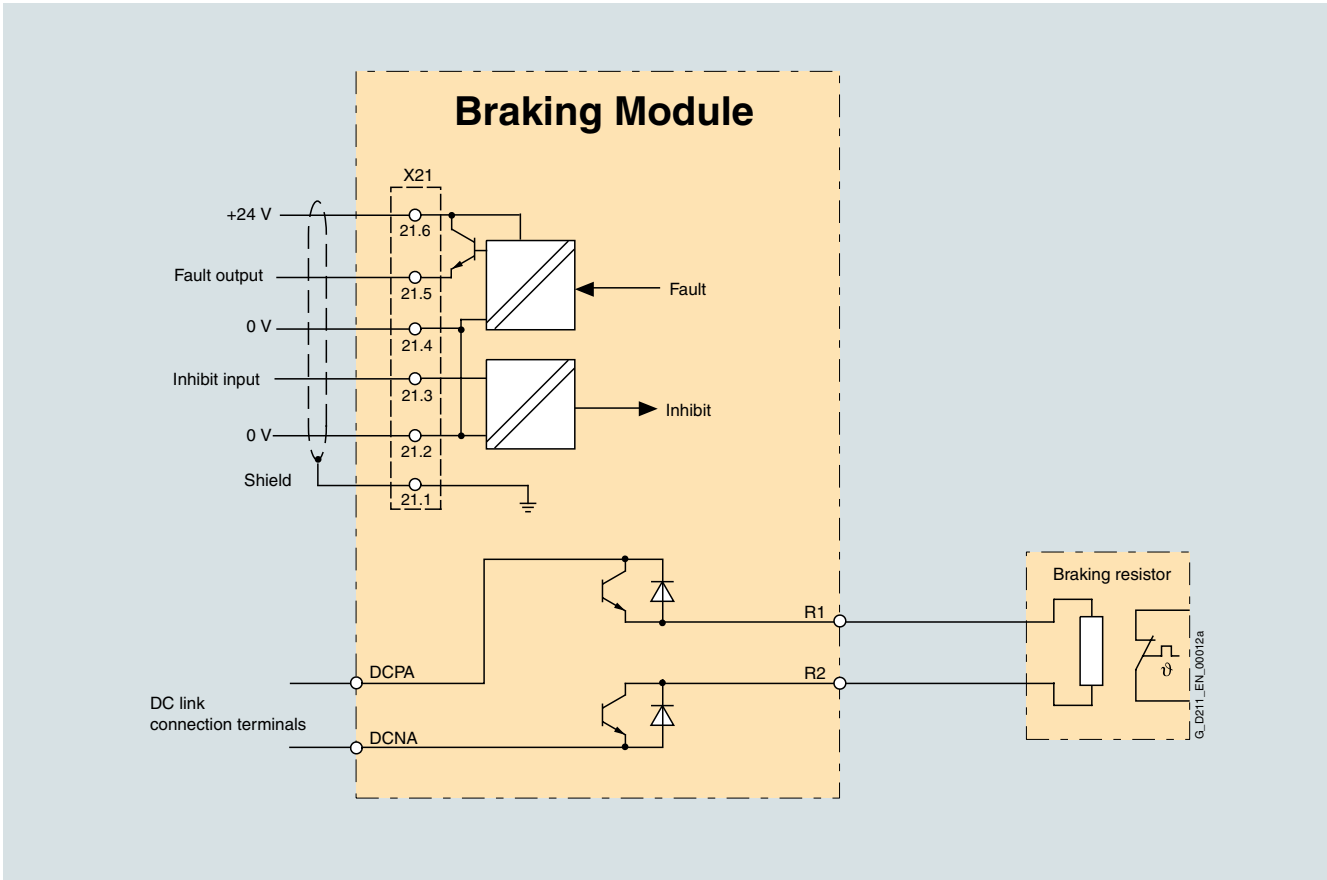 Braking Module
X21
+24 V
21.6
Fault output
21.5
Fault
0 V
21.4
Inhibit input
21.3
Inhibit
0 V
21.2
Shield
21.1
Braking resistor
R1
ϑ
DCPA
R2
DC link
connection terminals
DCNA
G_D211_EN_00012a